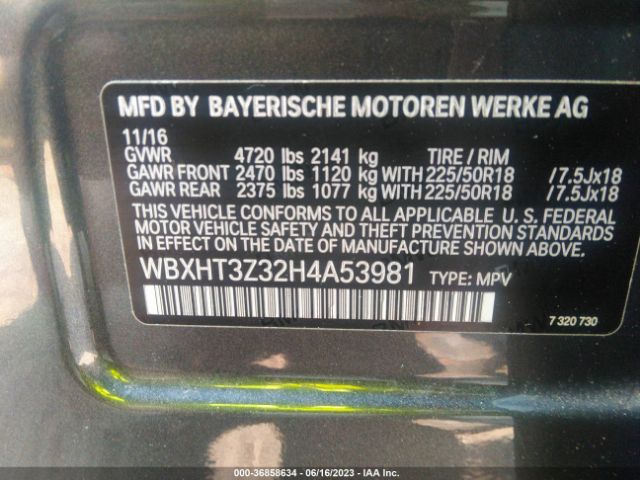 MFD BY BAYERISCHE MOTOREN WERKE AG
11/16
GVWR 4720 lbs 2141 kg TIRE / RIM
GAWR FRONT 2470 lbs 1120 kg WITH 225/50R18 /7.5Jx18
GAWR REAR 2375 lbs 1077 kg WITH 225/50R18 /7.5Jx18
THIS VEHICLE CONFORMS TO ALL APPLICABLE U. S. FEDERAL
MOTOR VEHICLE SAFETY AND THEFT PREVENTION STANDARDS
IN EFFECT ON THE DATE OF MANUFACTURE SHOWN ABOVE.
WBXHT3Z32H4A53981 TYPE: MPV
7 320 730
000-36858634 - 06/16/2023 - IAA Inc.